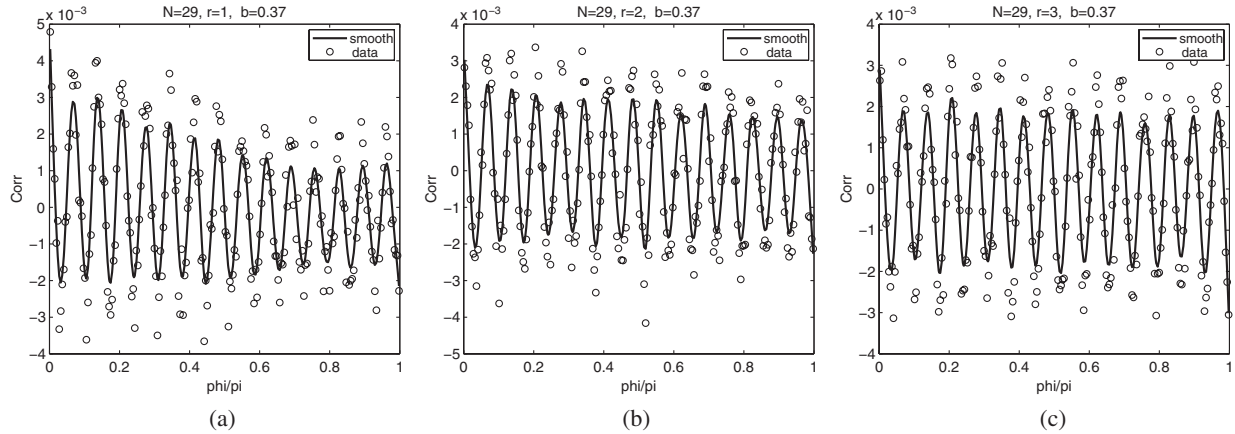 N=29, r=1, b=0.37
× 10⁻³
5
4
3
2
1
0
−1
−2
−3
−4
Corr
smooth
data
0 0.2 0.4 0.6 0.8 1
phi/pi
(a)
N=29, r=2, b=0.37
× 10⁻³
4
3
2
1
0
−1
−2
−3
−4
−5
Corr
smooth
data
0 0.2 0.4 0.6 0.8 1
phi/pi
(b)
N=29, r=3, b=0.37
× 10⁻³
4
3
2
1
0
−1
−2
−3
−4
Corr
smooth
data
0 0.2 0.4 0.6 0.8 1
phi/pi
(c)